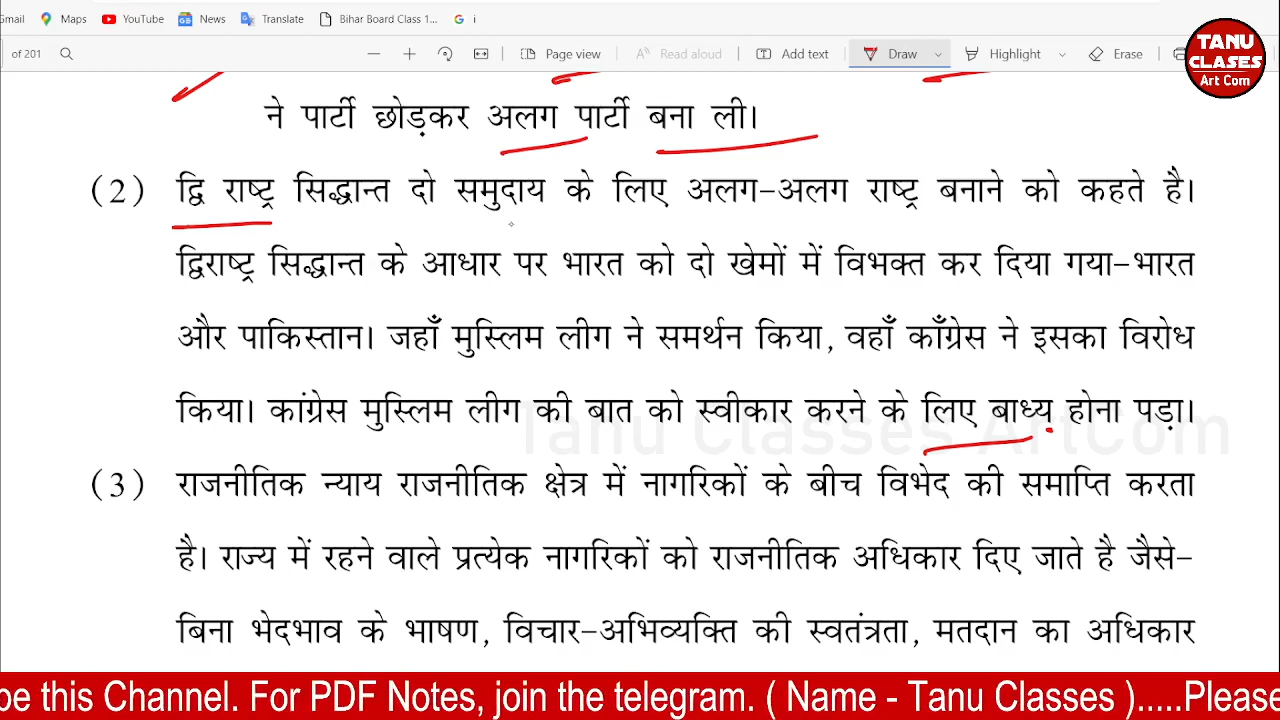 Gmail Maps YouTube News Translate Bihar Board Class 1... i
of 201 Page view Read aloud Add text Draw Highlight Erase
TANU
CLASES
Art Com
ने पार्टी छोड़कर अलग पार्टी बना ली।
(2) द्वि राष्ट्र सिद्धान्त दो समुदाय के लिए अलग-अलग राष्ट्र बनाने को कहते है।
द्विराष्ट्र सिद्धान्त के आधार पर भारत को दो खेमों में विभक्त कर दिया गया-भारत
और पाकिस्तान। जहाँ मुस्लिम लीग ने समर्थन किया, वहाँ काँग्रेस ने इसका विरोध
किया। कांग्रेस मुस्लिम लीग की बात को स्वीकार करने के लिए बाध्य होना पड़ा।
Tanu Classes ArtCom
(3) राजनीतिक न्याय राजनीतिक क्षेत्र में नागरिकों के बीच विभेद की समाप्ति करता
है। राज्य में रहने वाले प्रत्येक नागरिकों को राजनीतिक अधिकार दिए जाते है जैसे-
बिना भेदभाव के भाषण, विचार-अभिव्यक्ति की स्वतंत्रता, मतदान का अधिकार
be this Channel. For PDF Notes, join the telegram. ( Name - Tanu Classes ).....Please